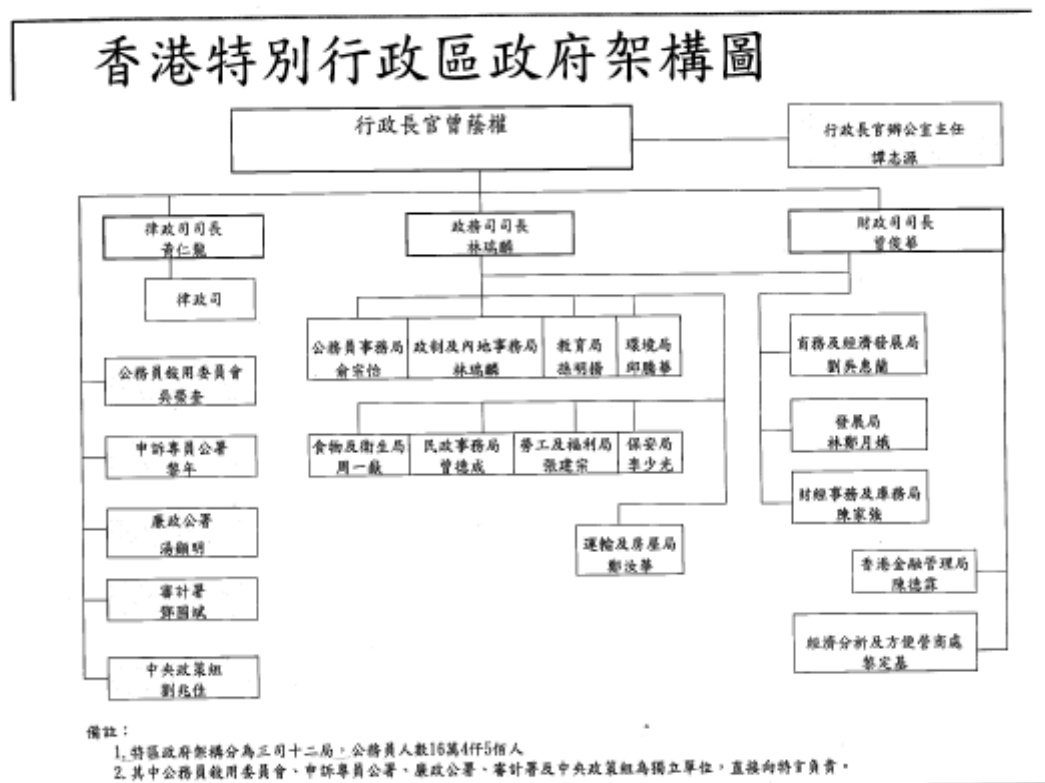 香港特別行政區政府架構圖
行政長官曾蔭權
行政長官辦公室主任
譚志源
律政司司長
黃仁龍
政務司司長
林瑞麟
財政司司長
曾俊華
律政司
公務員事務局
俞宗怡
政制及內地事務局
林瑞麟
教育局
孫明揚
環境局
邱騰華
商務及經濟發展局
劉吳惠蘭
公務員敘用委員會
吳榮奎
發展局
林鄭月娥
申訴專員公署
黎年
食物及衛生局
周一嶽
民政事務局
曾德成
勞工及福利局
張建宗
保安局
李少光
財經事務及庫務局
陳家強
廉政公署
湯顯明
運輸及房屋局
鄭汝華
香港金融管理局
陳德霖
審計署
鄧國斌
經濟分析及方便營商處
黎定基
中央政策組
劉兆佳
備註：
1. 特區政府架構分為三司十二局，公務員人數16萬4仟5佰人
2. 其中公務員敘用委員會、申訴專員公署、廉政公署、審計署及中央政策組為獨立單位，直接向特首負責。